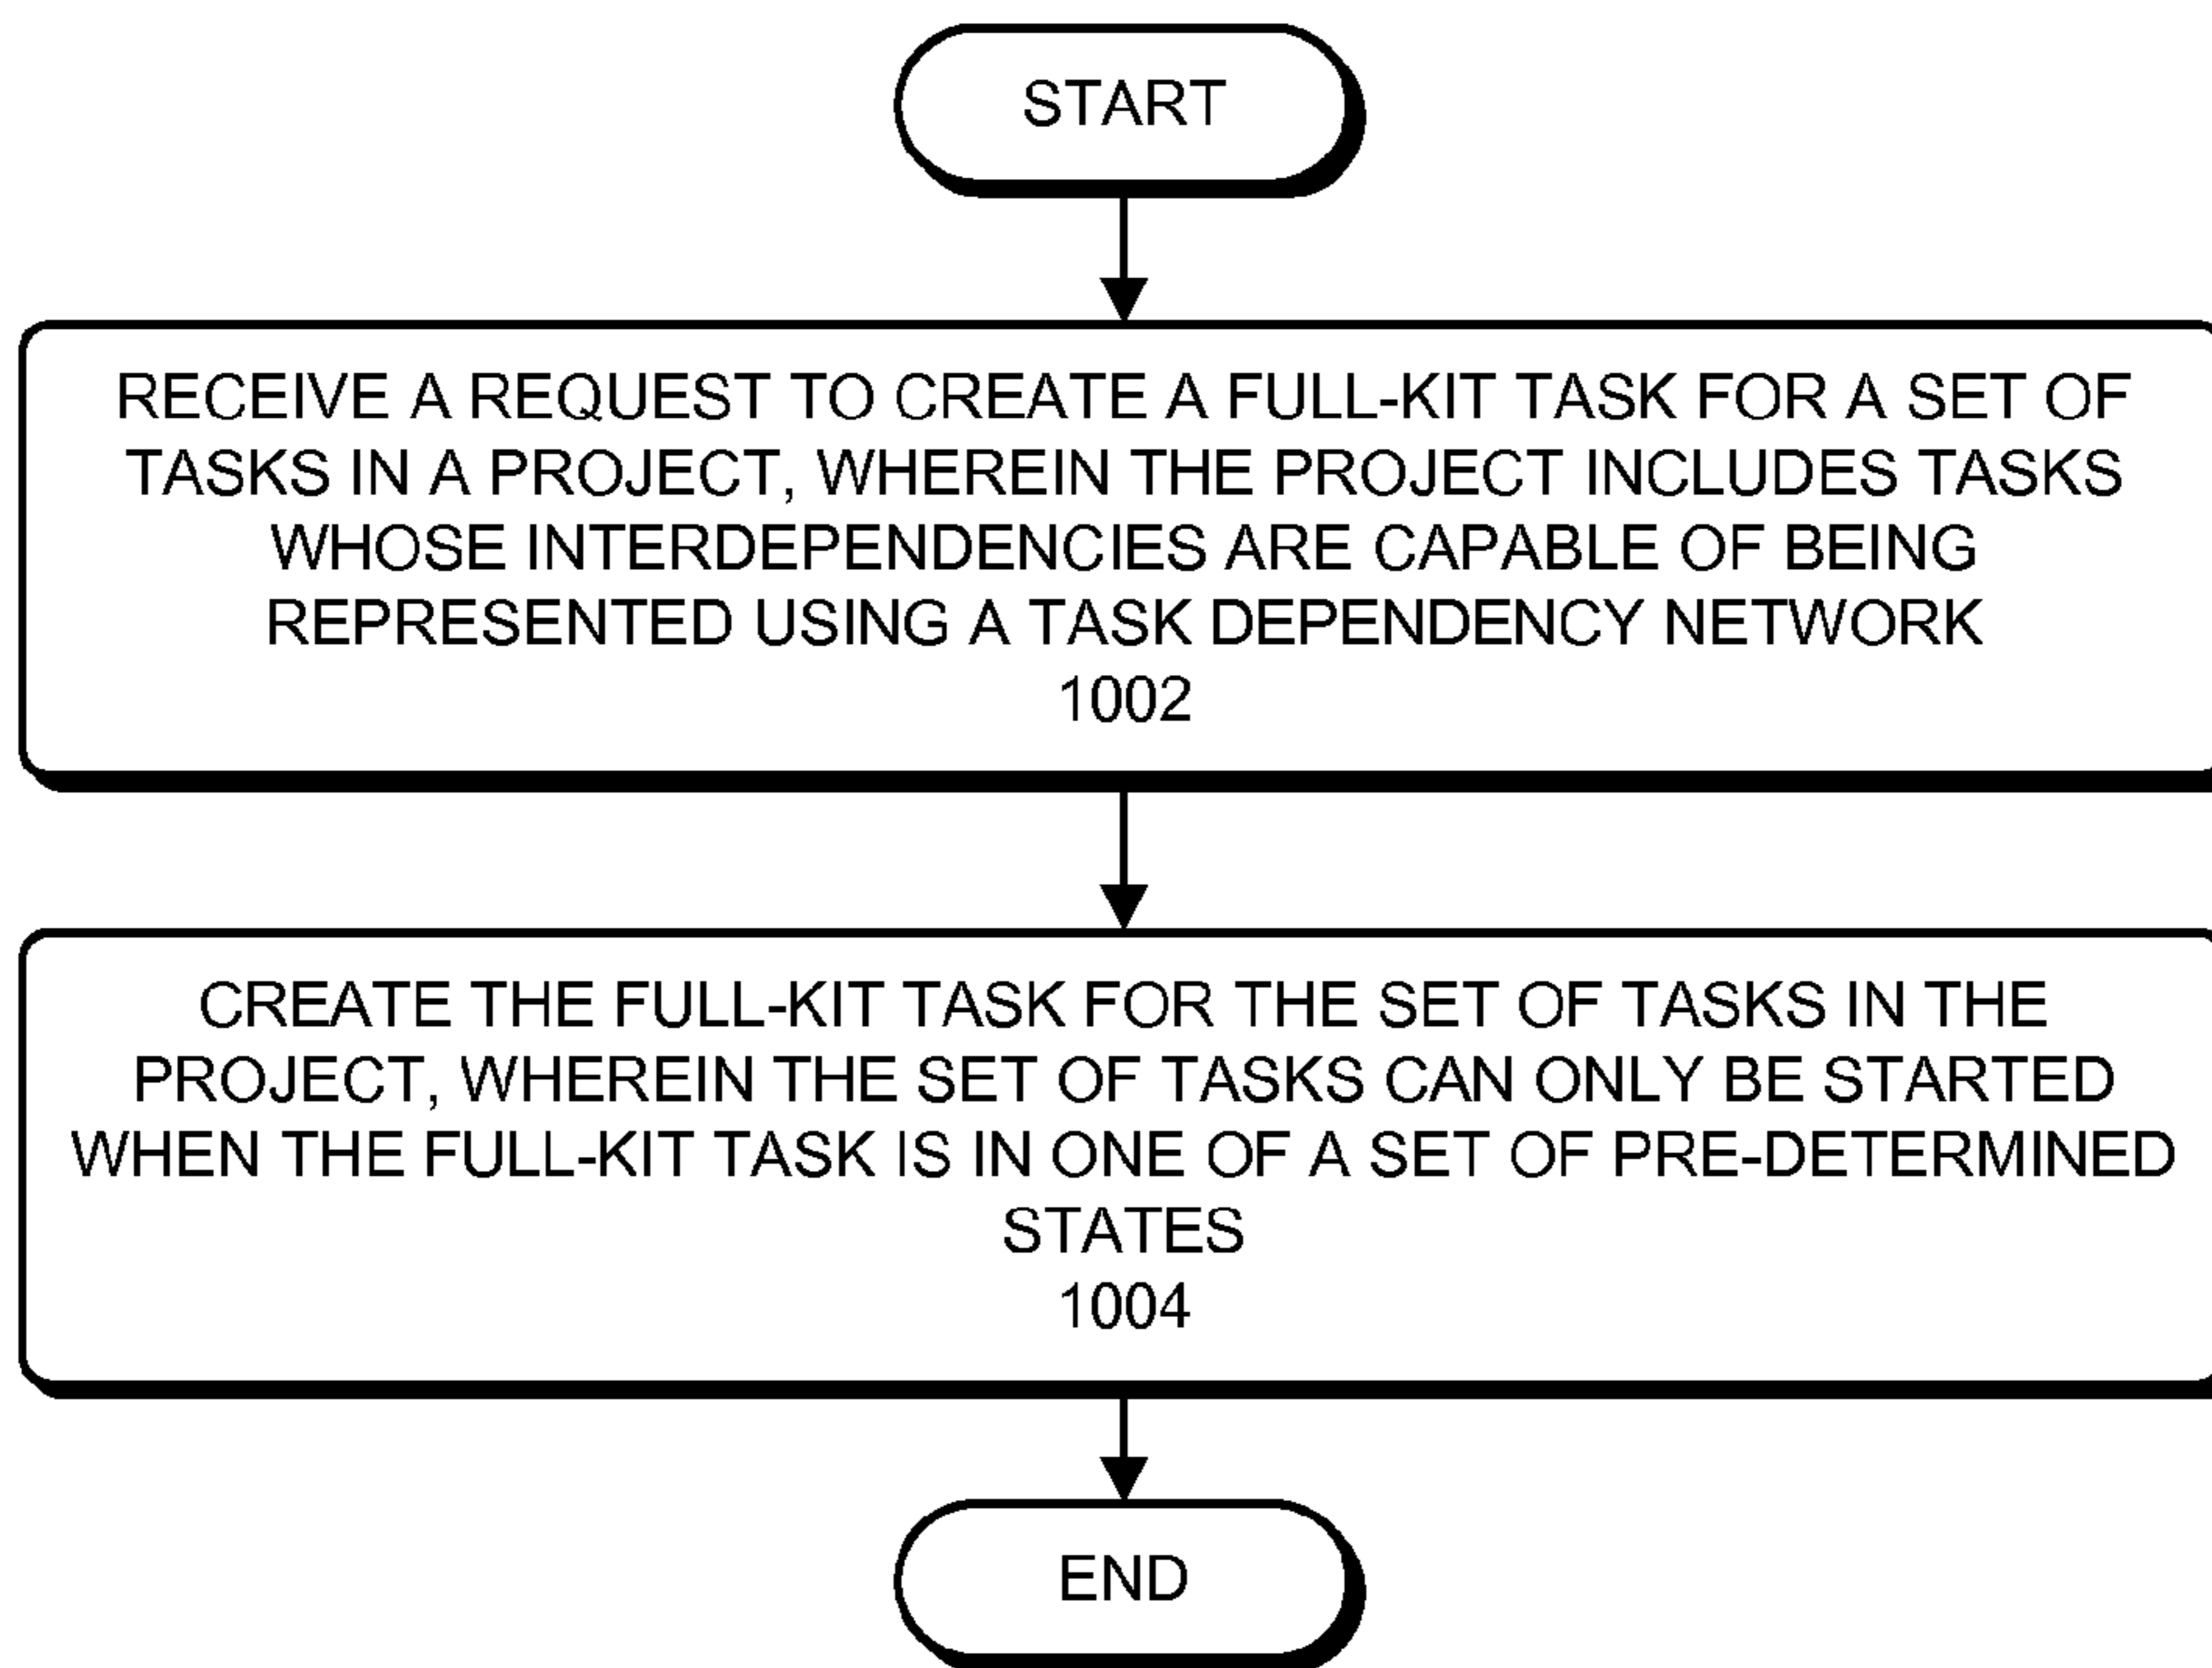 START
RECEIVE A REQUEST TO CREATE A FULL-KIT TASK FOR A SET OF
TASKS IN A PROJECT, WHEREIN THE PROJECT INCLUDES TASKS
WHOSE INTERDEPENDENCIES ARE CAPABLE OF BEING
REPRESENTED USING A TASK DEPENDENCY NETWORK
1002
CREATE THE FULL-KIT TASK FOR THE SET OF TASKS IN THE
PROJECT, WHEREIN THE SET OF TASKS CAN ONLY BE STARTED
WHEN THE FULL-KIT TASK IS IN ONE OF A SET OF PRE-DETERMINED
STATES
1004
END